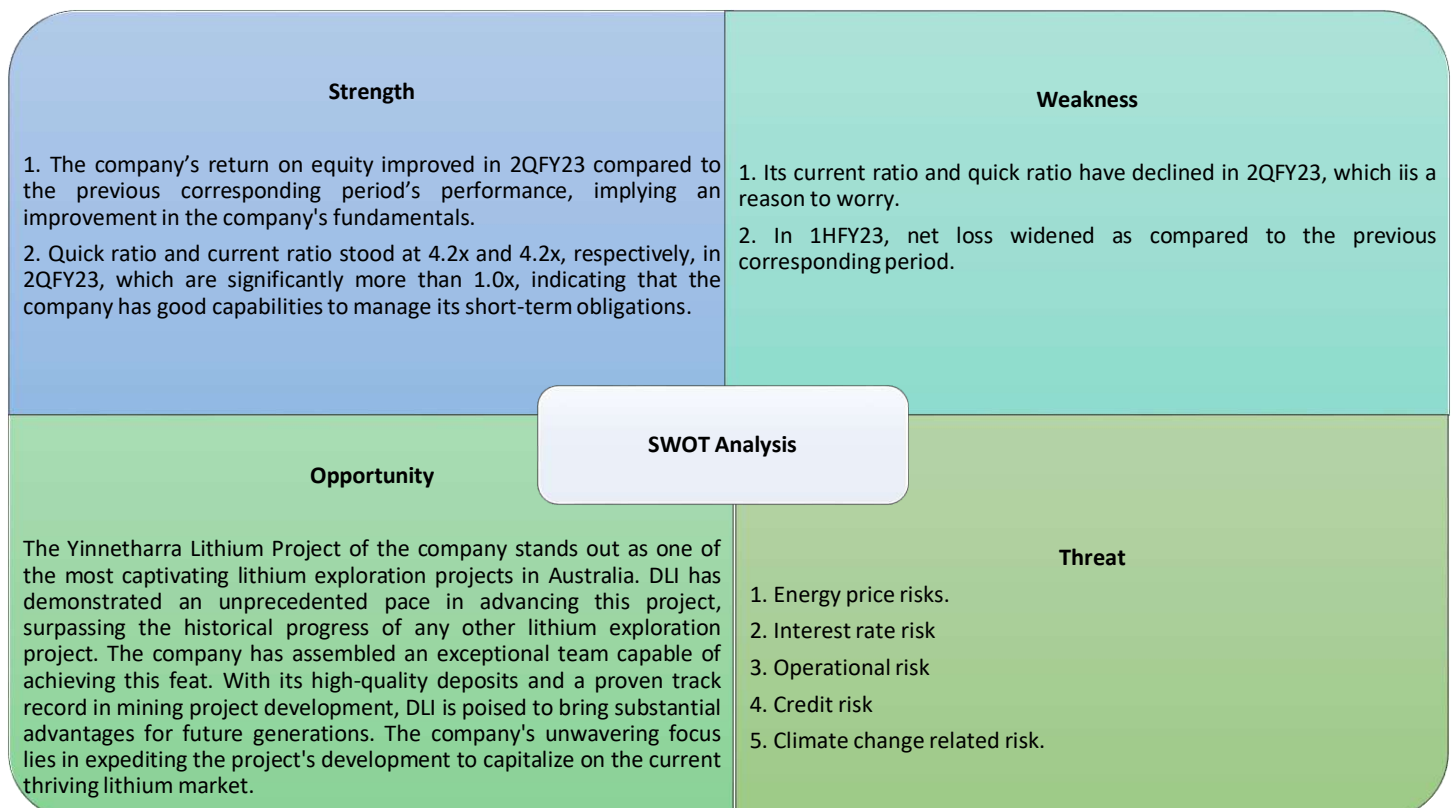 Strength
1. The company’s return on equity improved in 2QFY23 compared to
the previous corresponding period’s performance, implying an
improvement in the company's fundamentals.
2. Quick ratio and current ratio stood at 4.2x and 4.2x, respectively, in
2QFY23, which are significantly more than 1.0x, indicating that the
company has good capabilities to manage its short-term obligations.
Weakness
1. Its current ratio and quick ratio have declined in 2QFY23, which iis a
reason to worry.
2. In 1HFY23, net loss widened as compared to the previous
corresponding period.
SWOT Analysis
Opportunity
The Yinnetharra Lithium Project of the company stands out as one of
the most captivating lithium exploration projects in Australia. DLI has
demonstrated an unprecedented pace in advancing this project,
surpassing the historical progress of any other lithium exploration
project. The company has assembled an exceptional team capable of
achieving this feat. With its high-quality deposits and a proven track
record in mining project development, DLI is poised to bring substantial
advantages for future generations. The company's unwavering focus
lies in expediting the project's development to capitalize on the current
thriving lithium market.
Threat
1. Energy price risks.
2. Interest rate risk
3. Operational risk
4. Credit risk
5. Climate change related risk.